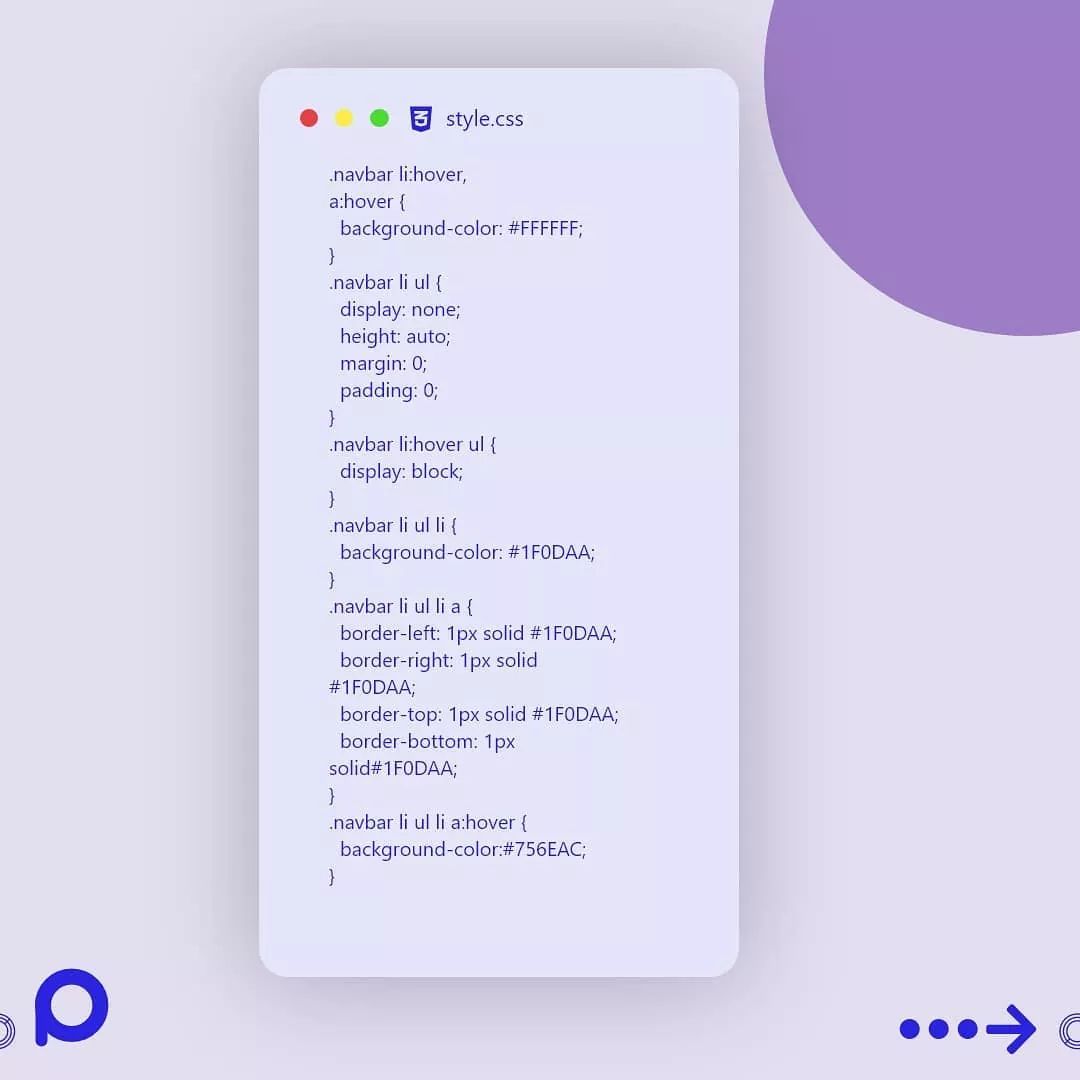 style.css
.navbar li:hover,
a:hover {
  background-color: #FFFFFF;
}
.navbar li ul {
  display: none;
  height: auto;
  margin: 0;
  padding: 0;
}
.navbar li:hover ul {
  display: block;
}
.navbar li ul li {
  background-color: #1F0DAA;
}
.navbar li ul li a {
  border-left: 1px solid #1F0DAA;
  border-right: 1px solid
#1F0DAA;
  border-top: 1px solid #1F0DAA;
  border-bottom: 1px
solid#1F0DAA;
}
.navbar li ul li a:hover {
  background-color:#756EAC;
}